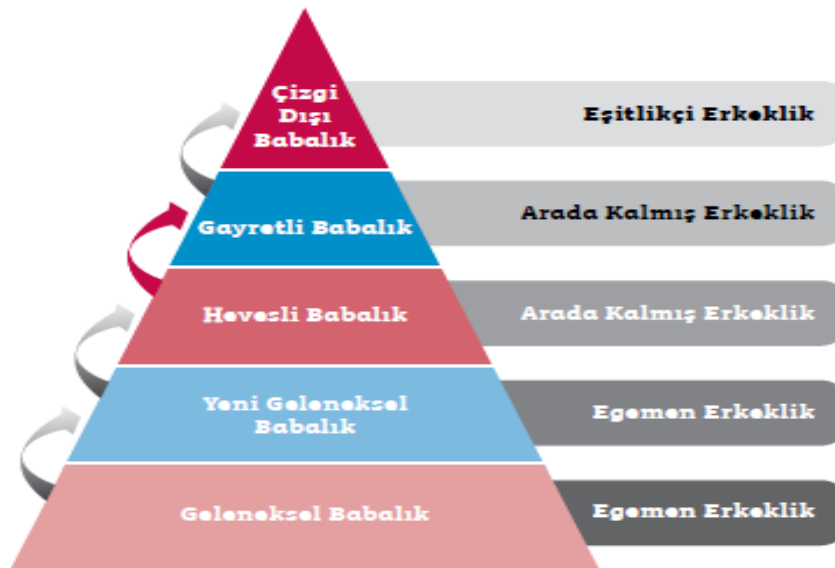 Çizgi
Dışı
Babalık
Eşitlikçi Erkeklik
Gayretli Babalık
Arada Kalmış Erkeklik
Hevesli Babalık
Arada Kalmış Erkeklik
Yeni Geleneksel
Babalık
Egemen Erkeklik
Geleneksel Babalık
Egemen Erkeklik